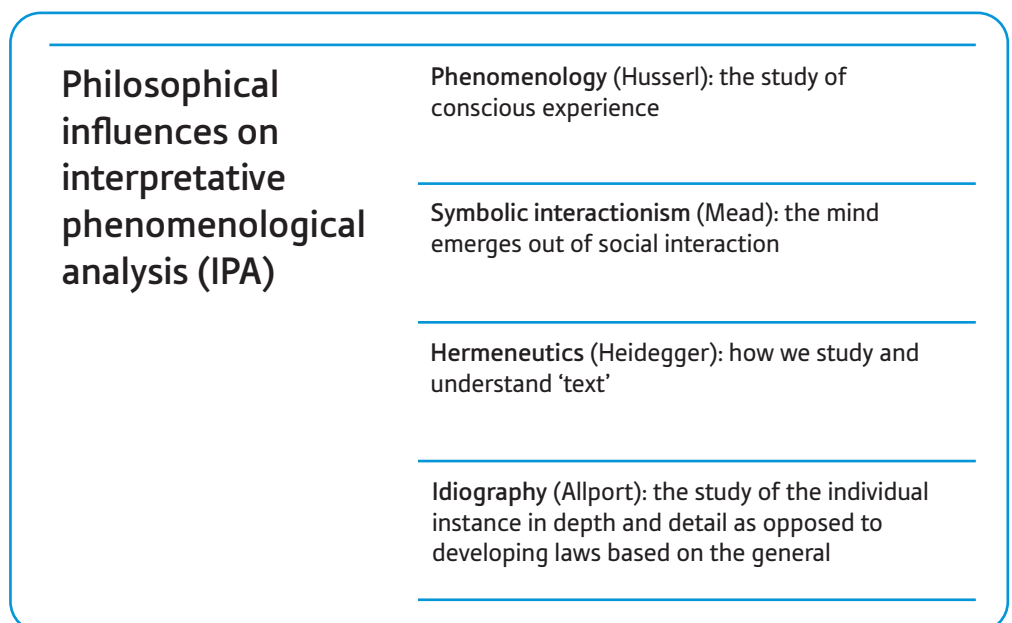 Philosophical
influences on
interpretative
phenomenological
analysis (IPA)
Phenomenology (Husserl): the study of
conscious experience
Symbolic interactionism (Mead): the mind
emerges out of social interaction
Hermeneutics (Heidegger): how we study and
understand ‘text’
Idiography (Allport): the study of the individual
instance in depth and detail as opposed to
developing laws based on the general